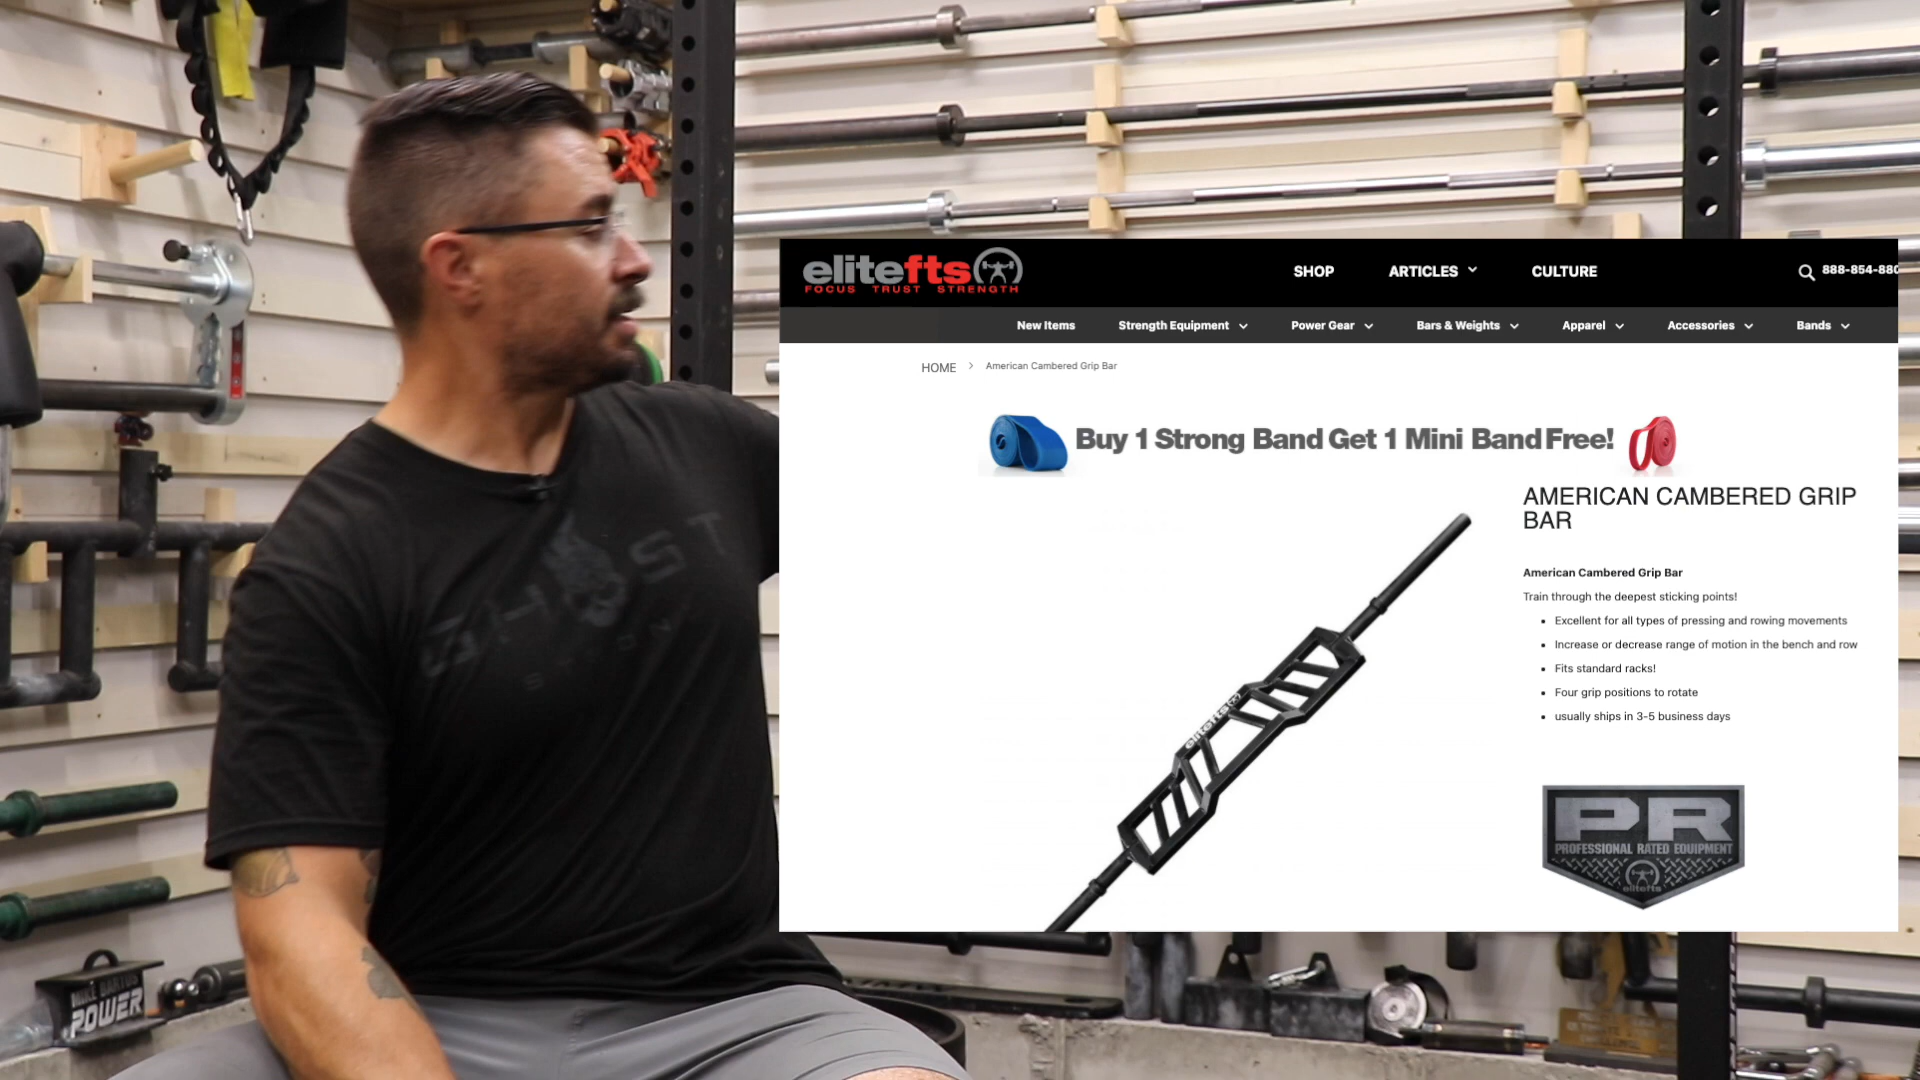 elitefts
FOCUS TRUST STRENGTH
SHOP
ARTICLES
CULTURE
888-854-880
New Items
Strength Equipment
Power Gear
Bars & Weights
Apparel
Accessories
Bands
HOME
American Cambered Grip Bar
Buy 1 Strong Band Get 1 Mini Band Free!
AMERICAN CAMBERED GRIP
BAR
American Cambered Grip Bar
Train through the deepest sticking points!
Excellent for all types of pressing and rowing movements
Increase or decrease range of motion in the bench and row
Fits standard racks!
Four grip positions to rotate
usually ships in 3-5 business days
elitefts
PR
PROFESSIONAL RATED EQUIPMENT
elitefts
GHOST
STRONG
POWER